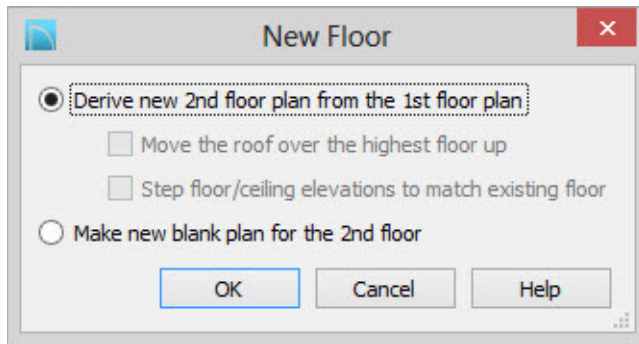 New Floor
Derive new 2nd floor plan from the 1st floor plan
Move the roof over the highest floor up
Step floor/ceiling elevations to match existing floor
Make new blank plan for the 2nd floor
OK Cancel Help